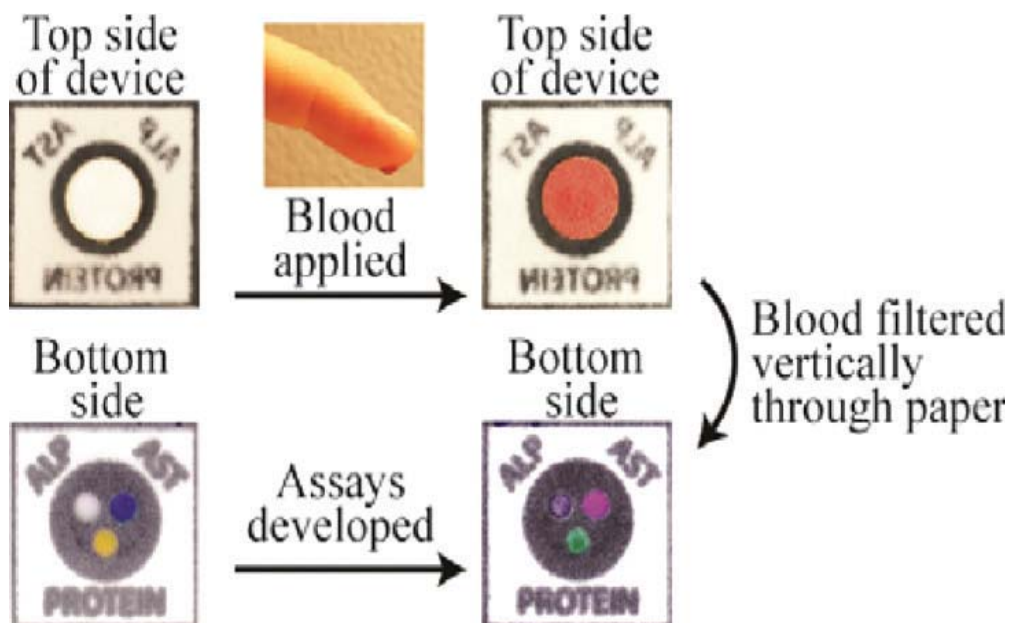 Top side
of device
AST
ALP
PROTEIN
Blood
applied
Top side
of device
AST
ALP
PROTEIN
Blood filtered
vertically
through paper
Bottom
side
ALP
AST
PROTEIN
Assays
developed
Bottom
side
ALP
AST
PROTEIN